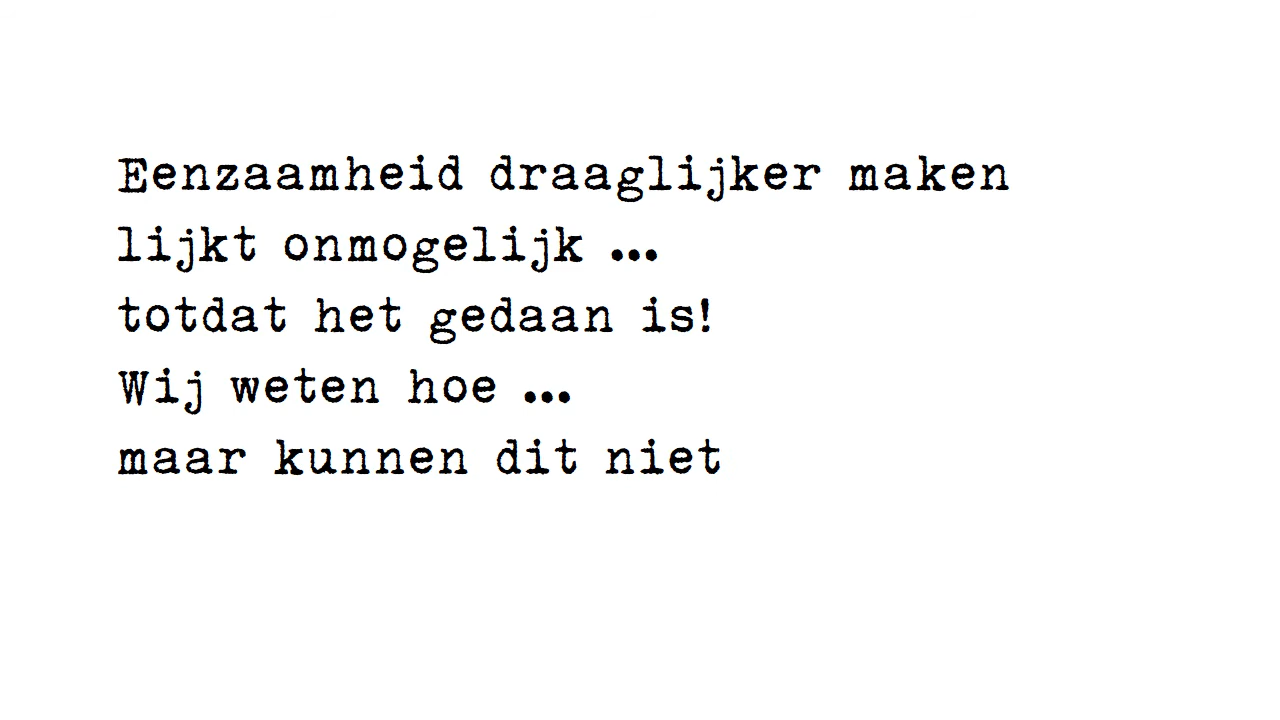 Eenzaamheid draaglijker maken
lijkt onmogelijk ...
totdat het gedaan is!
Wij weten hoe ...
maar kunnen dit niet